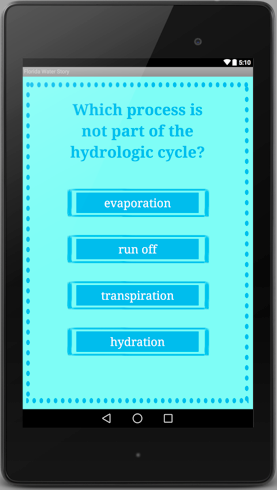 5:10
Florida Water Story
Which process is
not part of the
hydrologic cycle?
evaporation
run off
transpiration
hydration